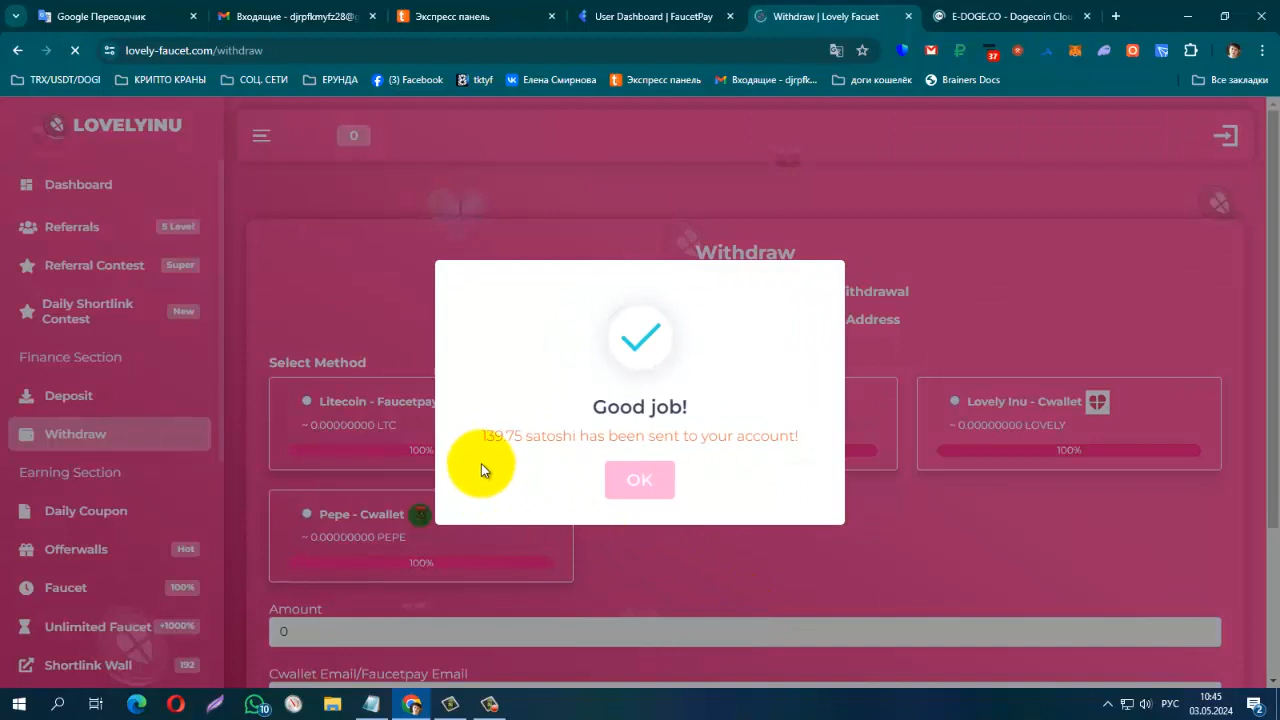 Google Переводчик
Входящие - djrpfkmyfz28@g
Экспресс панель
User Dashboard | FaucetPay
Withdraw | Lovely Facuet
E-DOGE.CO - Dogecoin Clou
lovely-faucet.com/withdraw
37
TRX/USDT/DOGI
КРИПТО КРАНЫ
СОЦ. СЕТИ
ЕРУНДА
(3) Facebook
tktyf
Елена Смирнова
Экспресс панель
Входящие - djrpfk...
доги кошелёк
Brainers Docs
Все закладки
LOVELYINU
0
Dashboard
Referrals
5 Level
Referral Contest
Super
Daily Shortlink
Contest
New
Finance Section
Deposit
Withdraw
Earning Section
Daily Coupon
Offerwalls
Hot
Faucet
100%
Unlimited Faucet
+1000%
Shortlink Wall
192
Withdraw
ithdrawal
Address
Select Method
Litecoin - Faucetpay
~ 0.00000000 LTC
100%
Lovely Inu - Cwallet
~ 0.00000000 LOVELY
100%
Pepe - Cwallet
~ 0.00000000 PEPE
100%
Good job!
139.75 satoshi has been sent to your account!
OK
Amount
0
Cwallet Email/Faucetpay Email
10
РУС
10:45
03.05.2024
2